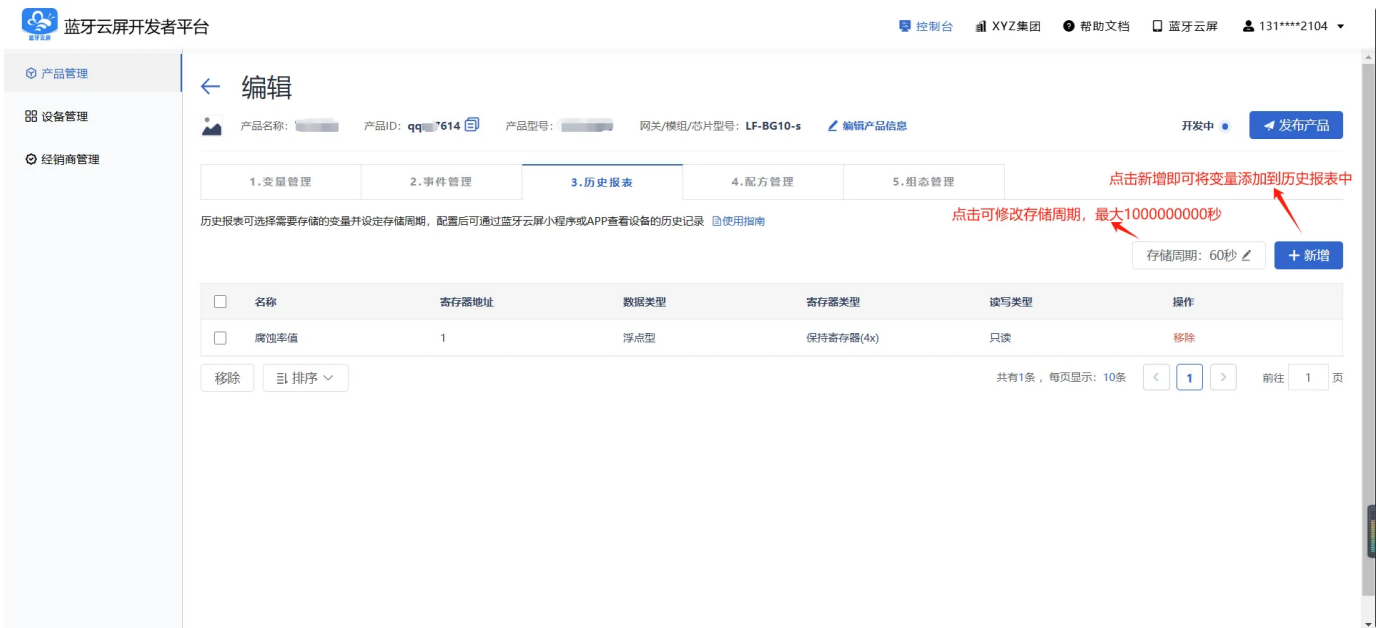 蓝牙云屏开发者平台
蓝牙云屏
控制台 XYZ集团 帮助文档 蓝牙云屏 131****2104
产品管理
设备管理
经销商管理
编辑
产品名称： 产品ID: qq 7614 产品型号： 网关/模组/芯片型号: LF-BG10-s 编辑产品信息 开发中 发布产品
1.变量管理 2.事件管理 3.历史报表 4.配方管理 5.组态管理
点击新增即可将变量添加到历史报表中
历史报表可选择需要存储的变量并设定存储周期，配置后可通过蓝牙云屏小程序或APP查看设备的历史记录 使用指南
点击可修改存储周期，最大1000000000秒
存储周期： 60秒 新增
名称 寄存器地址 数据类型 寄存器类型 读写类型 操作
腐蚀率值 1 浮点型 保持寄存器(4x) 只读 移除
移除 排序 共有1条 ，每页显示： 10条 < 1 > 前往 1 页